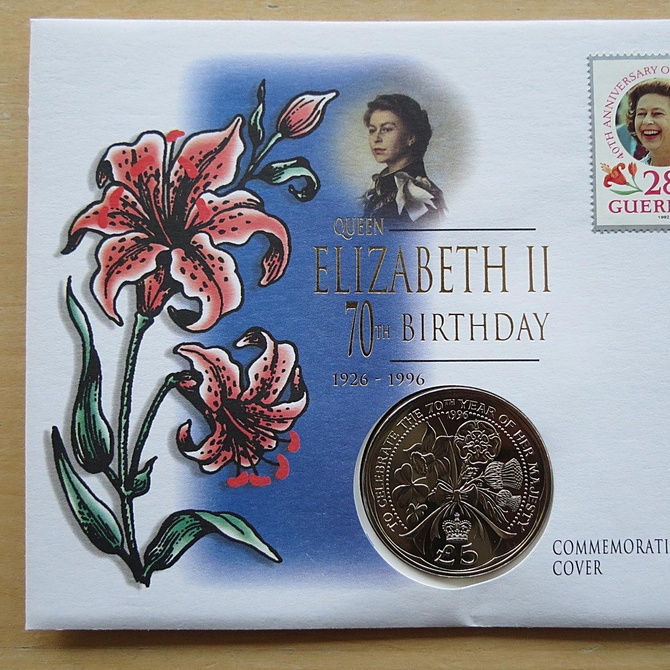 40TH ANNIVERSARY O
28
GUER
1992
QUEEN
ELIZABETH II
70TH BIRTHDAY
1926 - 1996
TO CELEBRATE THE 70TH YEAR OF HER MAJESTY
1996
£5
COMMEMORATI
COVER